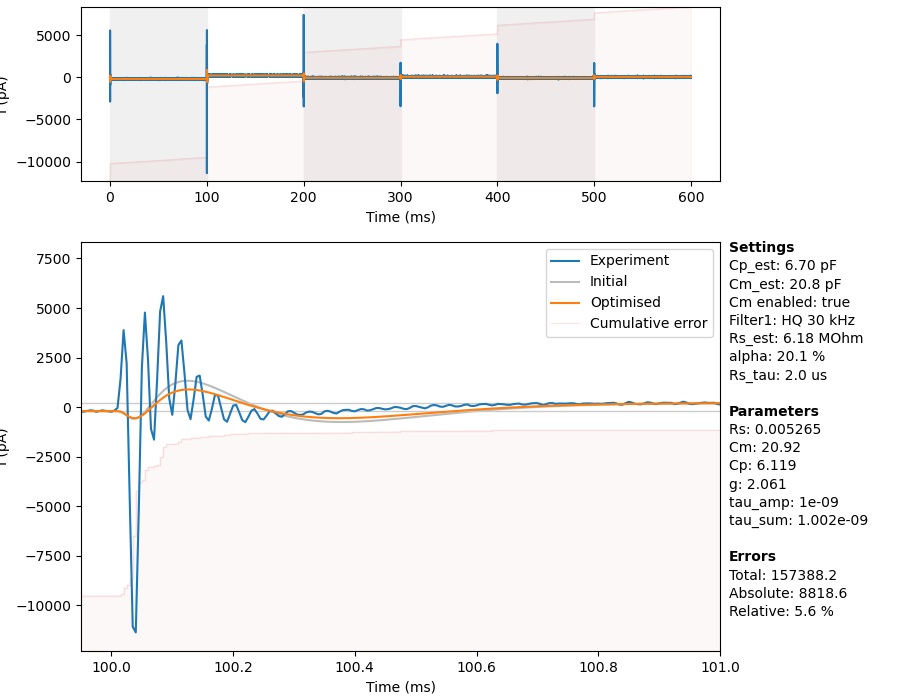 5000
0
−5000
−10000
(pA)
0 100 200 300 400 500 600
Time (ms)
7500
5000
2500
0
−2500
−5000
−7500
−10000
(pA)
100.0 100.2 100.4 100.6 100.8 101.0
Time (ms)
Experiment
Initial
Optimised
Cumulative error
Settings
Cp_est: 6.70 pF
Cm_est: 20.8 pF
Cm enabled: true
Filter1: HQ 30 kHz
Rs_est: 6.18 MOhm
alpha: 20.1 %
Rs_tau: 2.0 us
Parameters
Rs: 0.005265
Cm: 20.92
Cp: 6.119
g: 2.061
tau_amp: 1e-09
tau_sum: 1.002e-09
Errors
Total: 157388.2
Absolute: 8818.6
Relative: 5.6 %